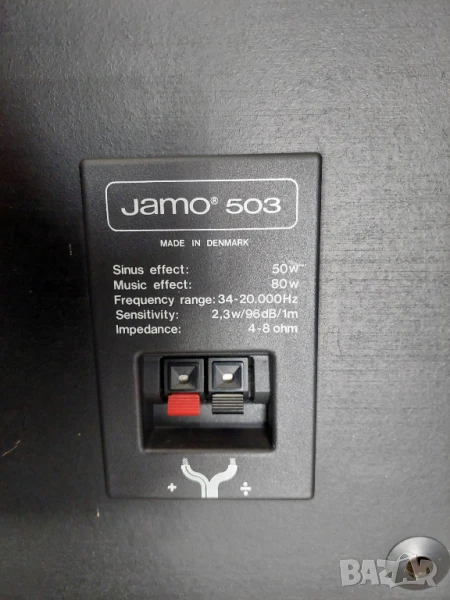 Jamo® 503
MADE IN DENMARK
Sinus effect: 50w
Music effect: 80w
Frequency range: 34-20.000Hz
Sensitivity: 2,3w/96dB/1m
Impedance: 4-8 ohm
+ ÷
BAZAR